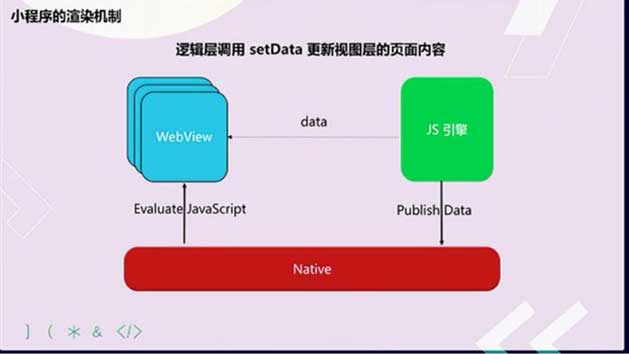 小程序的渲染机制
逻辑层调用 setData 更新视图层的页面内容
WebView
data
JS 引擎
Evaluate JavaScript
Publish Data
Native
] ( * & </>